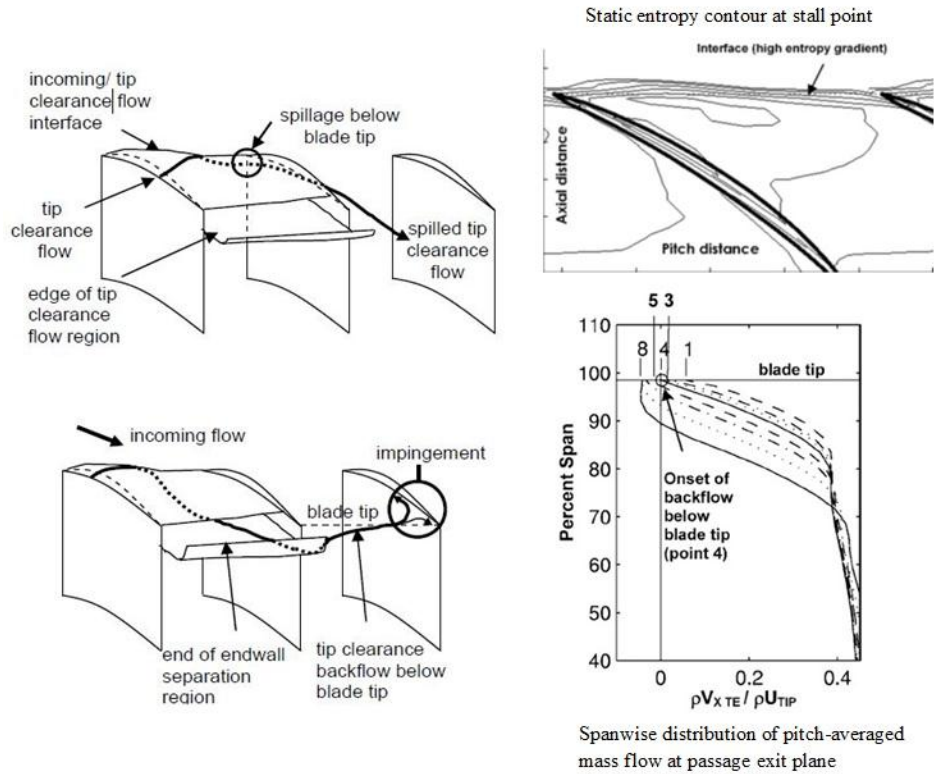 Static entropy contour at stall point
Interface (high entropy gradient)
Axial distance
Pitch distance
incoming/ tip
clearance flow
interface
spillage below
blade tip
tip
clearance
flow
spilled tip
clearance
flow
edge of tip
clearance
flow region
incoming flow
impingement
blade tip
end of endwall
separation
region
tip clearance
backflow below
blade tip
5 3
8 4 1
blade tip
110
100
90
80
70
60
50
40
Percent Span
Onset of
backflow
below
blade tip
(point 4)
0 0.2 0.4
ρV X TE / ρU TIP
Spanwise distribution of pitch-averaged
mass flow at passage exit plane